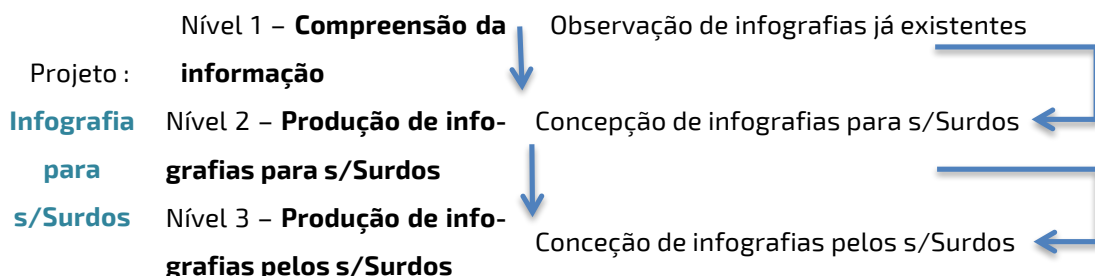 Projeto :
Infografia
para
s/Surdos
Nível 1 – Compreensão da
informação
Nível 2 – Produção de info-
grafias para s/Surdos
Nível 3 – Produção de info-
grafias pelos s/Surdos
Observação de infografias já existentes
Concepção de infografias para s/Surdos
Conceção de infografias pelos s/Surdos